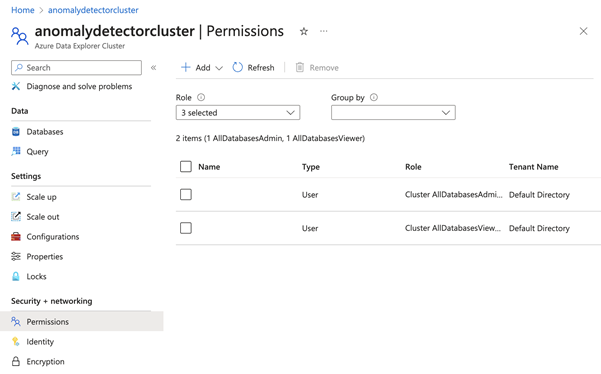 Home > anomalydetectorcluster
anomalydetectorcluster | Permissions ☆ ···
Azure Data Explorer Cluster
Search «
Diagnose and solve problems
Data
Databases
Query
Settings
Scale up
Scale out
Configurations
Properties
Locks
Security + networking
Permissions
Identity
Encryption
Add Refresh Remove
Role Group by
3 selected
2 items (1 AllDatabasesAdmin, 1 AllDatabasesViewer)
Name Type Role Tenant Name
User Cluster AllDatabasesAdmi... Default Directory
User Cluster AllDatabasesView... Default Directory